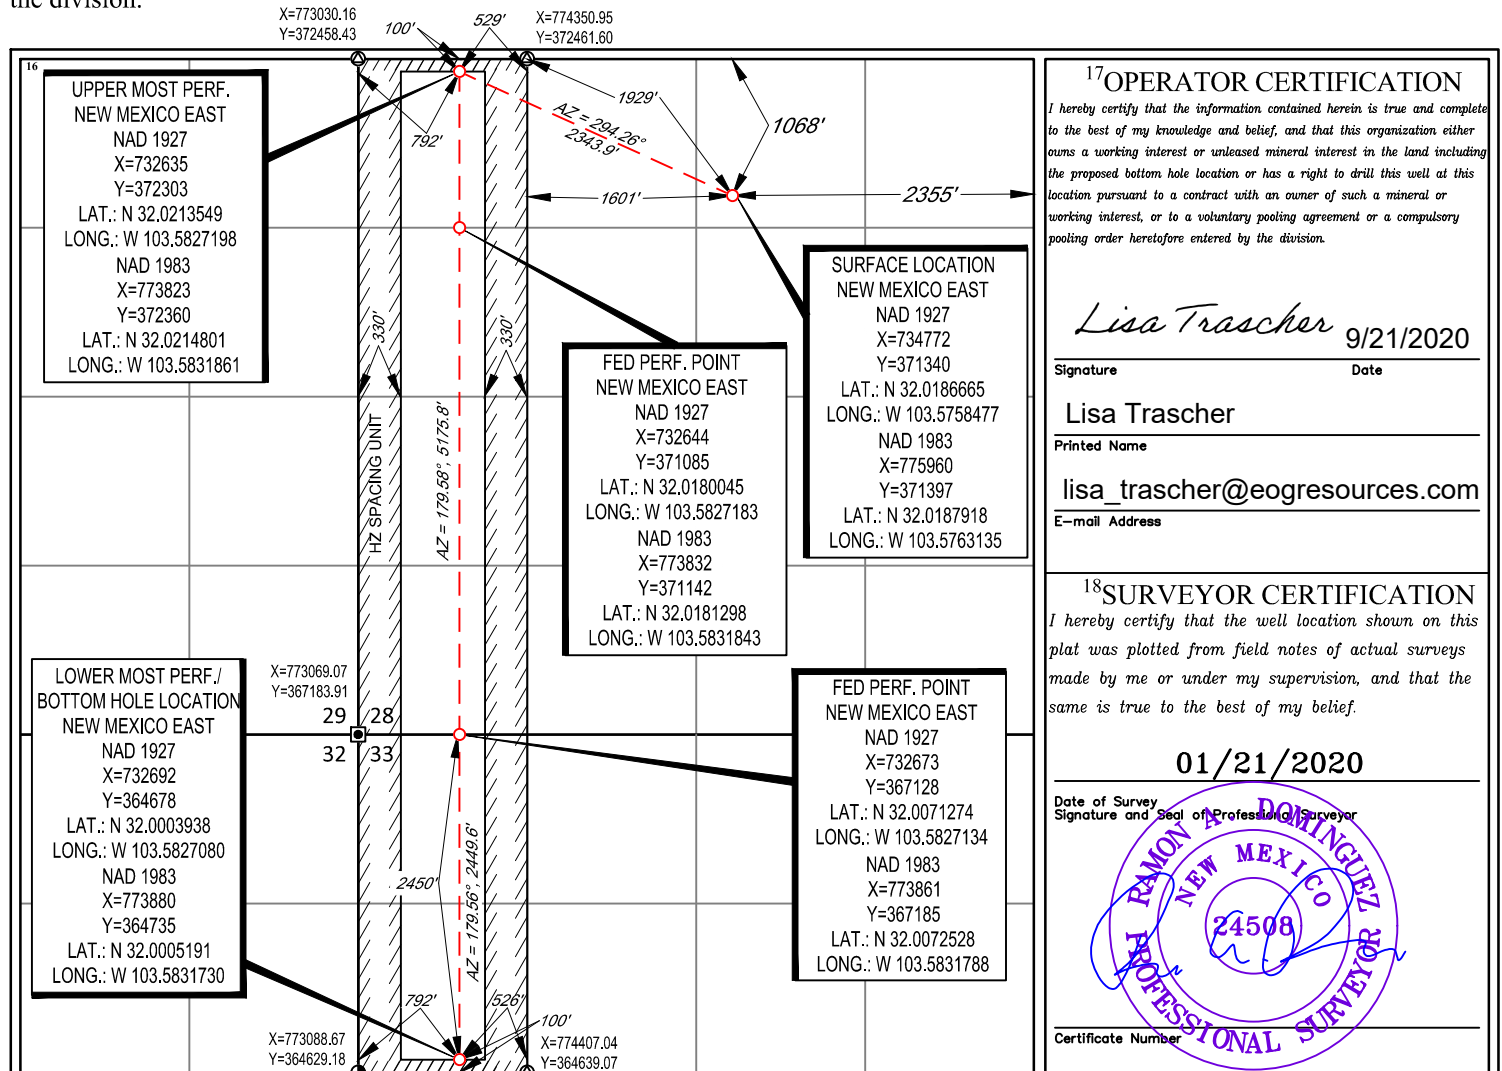 the division.
X=773030.16
Y=372458.43
100'
529'
X=774350.95
Y=372461.60
16
UPPER MOST PERF.
NEW MEXICO EAST
NAD 1927
X=732635
Y=372303
LAT.: N 32.0213549
LONG.: W 103.5827198
NAD 1983
X=773823
Y=372360
LAT.: N 32.0214801
LONG.: W 103.5831861
792'
1929'
AZ = 294.26°
2343.9'
1068'
1601'
2355'
330'
330'
HZ SPACING UNIT
AZ = 179.58°, 5175.8'
SURFACE LOCATION
NEW MEXICO EAST
NAD 1927
X=734772
Y=371340
LAT.: N 32.0186665
LONG.: W 103.5758477
NAD 1983
X=775960
Y=371397
LAT.: N 32.0187918
LONG.: W 103.5763135
FED PERF. POINT
NEW MEXICO EAST
NAD 1927
X=732644
Y=371085
LAT.: N 32.0180045
LONG.: W 103.5827183
NAD 1983
X=773832
Y=371142
LAT.: N 32.0181298
LONG.: W 103.5831843
LOWER MOST PERF./
BOTTOM HOLE LOCATION
NEW MEXICO EAST
NAD 1927
X=732692
Y=364678
LAT.: N 32.0003938
LONG.: W 103.5827080
NAD 1983
X=773880
Y=364735
LAT.: N 32.0005191
LONG.: W 103.5831730
X=773069.07
Y=367183.91
29 28
32 33
FED PERF. POINT
NEW MEXICO EAST
NAD 1927
X=732673
Y=367128
LAT.: N 32.0071274
LONG.: W 103.5827134
NAD 1983
X=773861
Y=367185
LAT.: N 32.0072528
LONG.: W 103.5831788
2450'
AZ = 179.56°, 2449.6'
792'
526'
100'
X=773088.67
Y=364629.18
X=774407.04
Y=364639.07
17 OPERATOR CERTIFICATION
I hereby certify that the information contained herein is true and complete
to the best of my knowledge and belief, and that this organization either
owns a working interest or unleased mineral interest in the land including
the proposed bottom hole location or has a right to drill this well at this
location pursuant to a contract with an owner of such a mineral or
working interest, or to a voluntary pooling agreement or a compulsory
pooling order heretofore entered by the division.
Lisa Trascher 9/21/2020
Signature Date
Lisa Trascher
Printed Name
lisa_trascher@eogresources.com
E-mail Address
18 SURVEYOR CERTIFICATION
I hereby certify that the well location shown on this
plat was plotted from field notes of actual surveys
made by me or under my supervision, and that the
same is true to the best of my belief.
01/21/2020
Date of Survey
Signature and Seal of Professional Surveyor
RAMON A. DOMINGUEZ
NEW MEXICO
24508
PROFESSIONAL SURVEYOR
Certificate Number